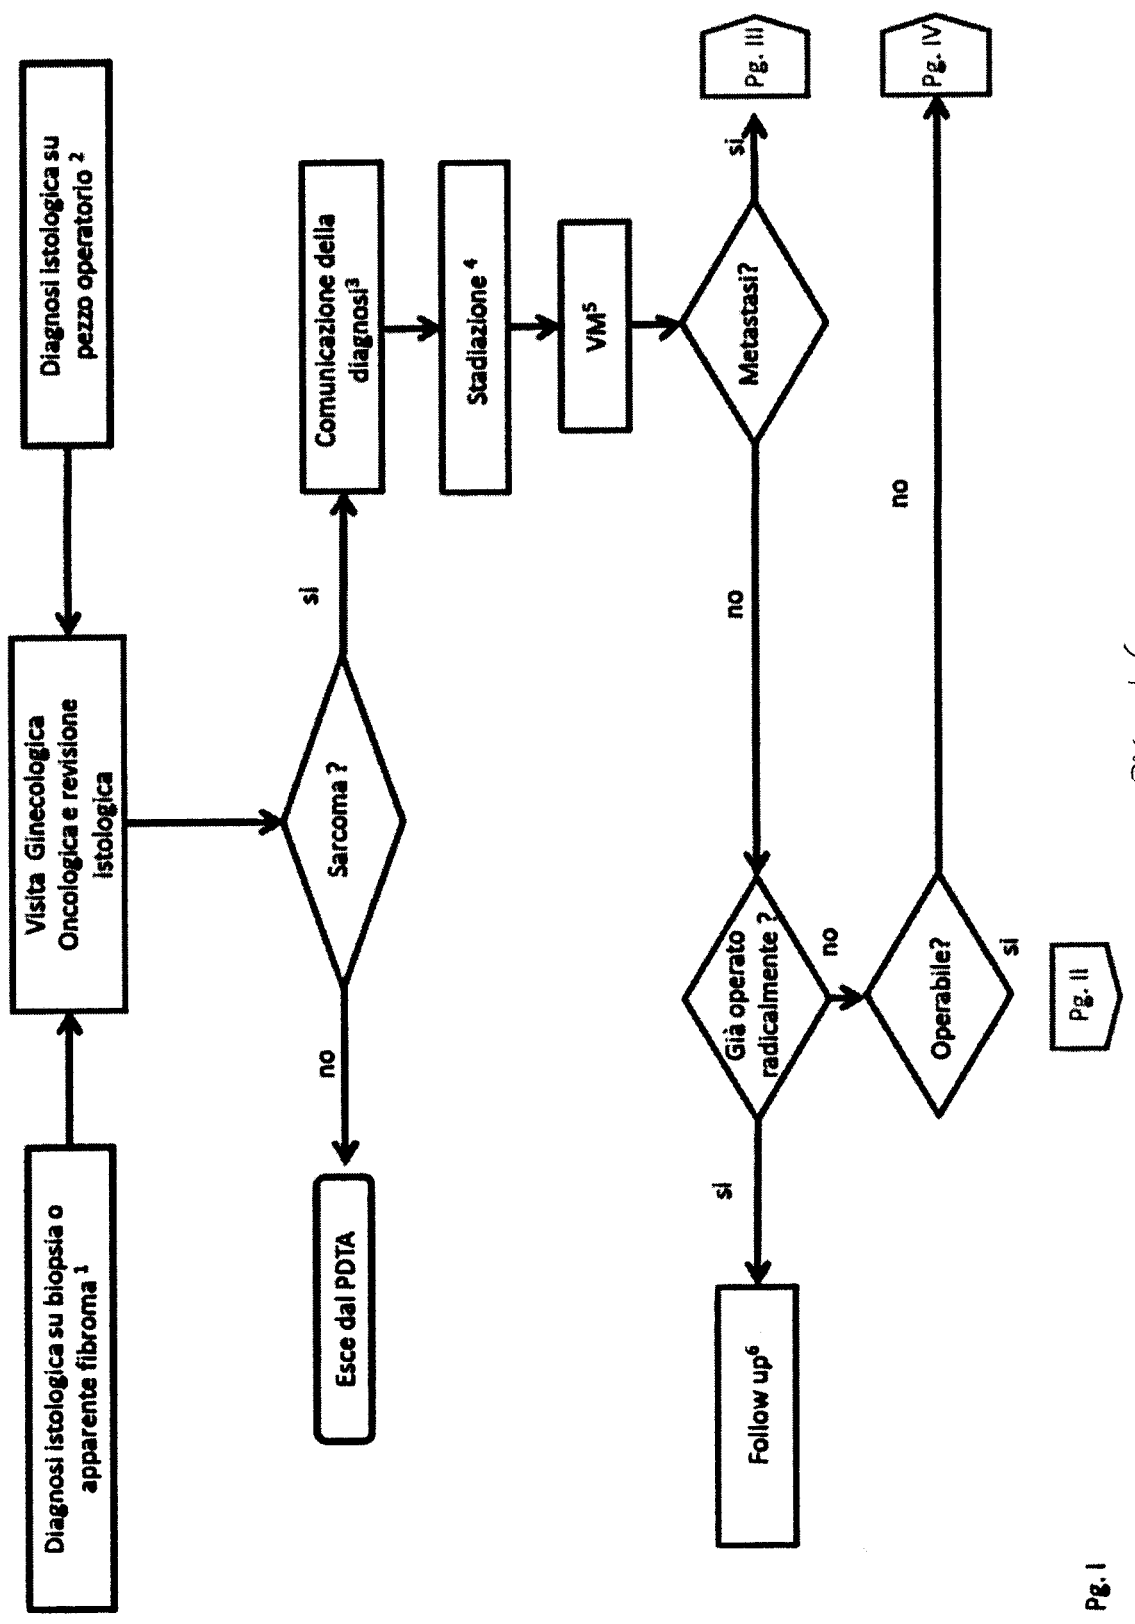 Diagnosi istologica su biopsia o
apparente fibroma 1
Visita Ginecologica
Oncologica e revisione
istologica
Diagnosi istologica su
pezzo operatorio 2
Sarcoma ?
no
si
Esce dal PDTA
Comunicazione della
diagnosi3
Stadiazione 4
VM5
Metastasi?
si
Pg. III
no
Già operato
radicalmente ?
si
Follow up6
no
Operabile?
no
Pg. IV
si
Pg. II
Pg. I